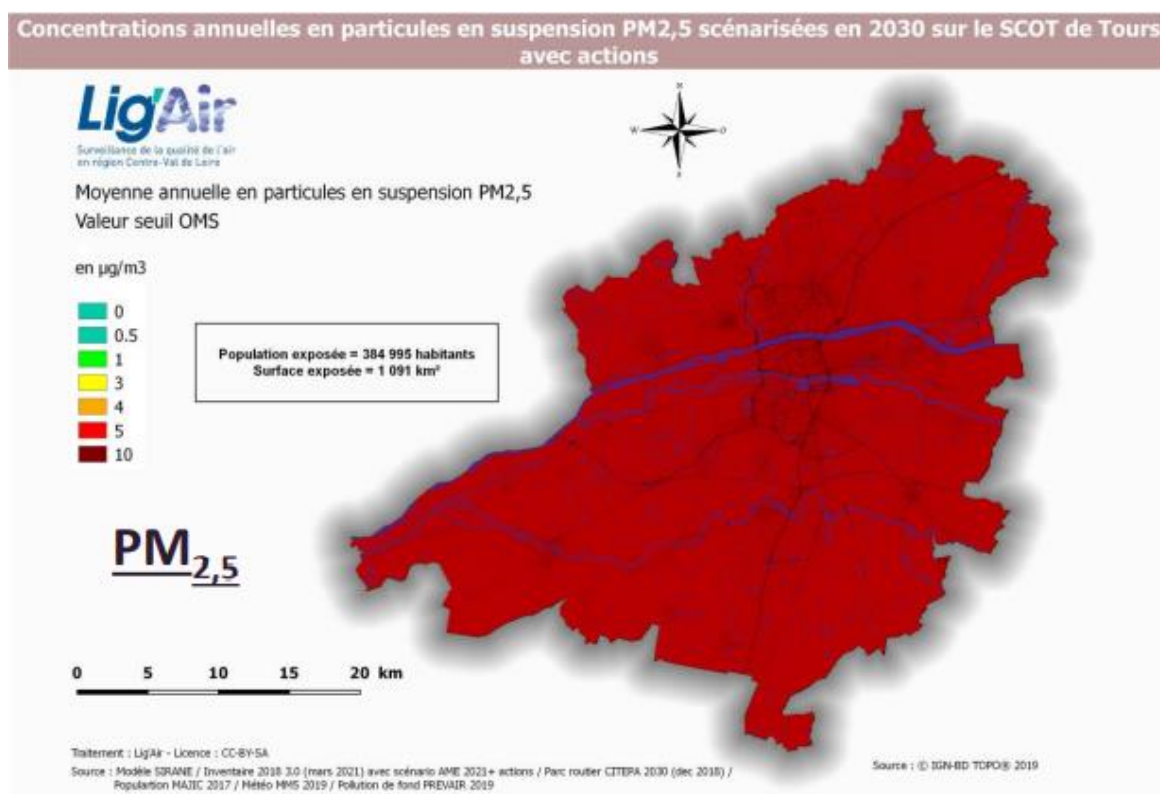 Concentrations annuelles en particules en suspension PM2,5 scénarisées en 2030 sur le SCOT de Tours
avec actions
Lig'Air
Surveillance de la qualité de l'air
en région Centre-Val de Loire
N
W
O
S
Moyenne annuelle en particules en suspension PM2,5
Valeur seuil OMS
en µg/m3
0
0.5
1
3
4
5
10
Population exposée = 384 995 habitants
Surface exposée = 1 091 km²
PM2,5
0 5 10 15 20 km
Traitement : Lig'Air - Licence : CC-BY-SA
Source : Modèle SIRANE / Inventaire 2018 3.0 (mars 2021) avec scénario AME 2021+ actions / Parc routier CITEPA 2030 (dec 2018) /
Population MAJIC 2017 / Météo MM5 2019 / Pollution de fond PREVAIR 2019
Source : © IGN-BD TOPO® 2019